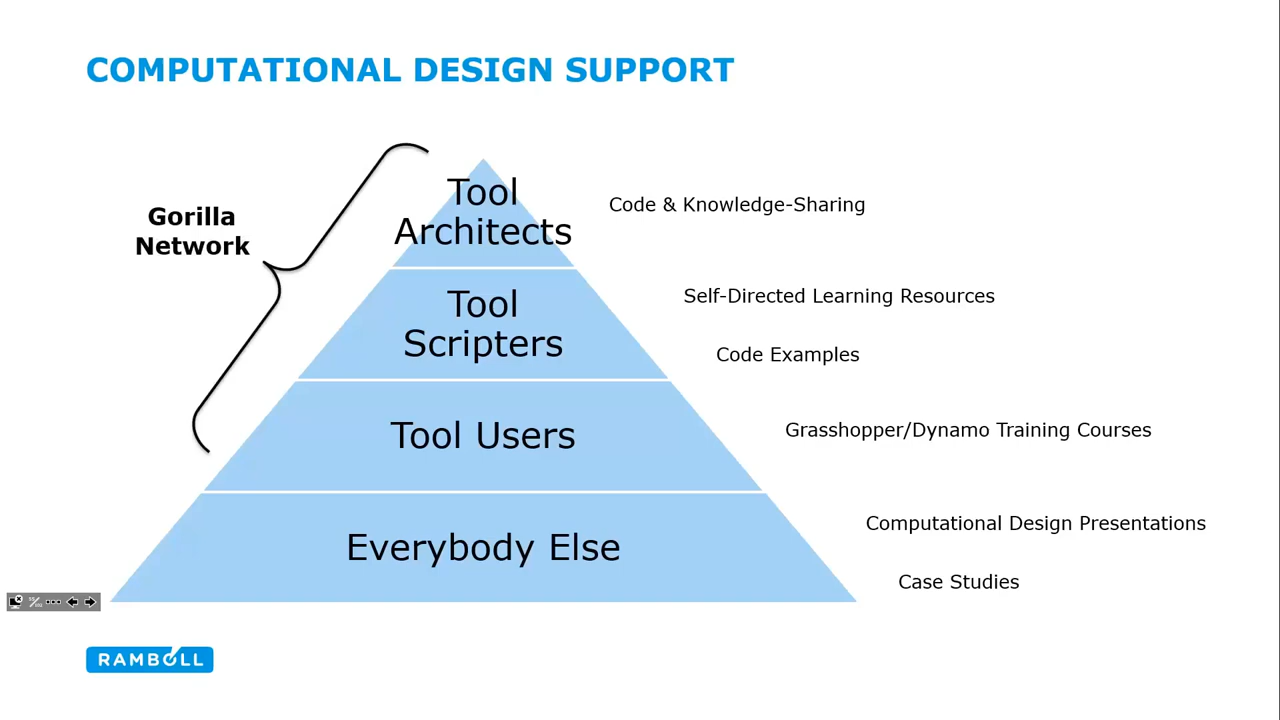 COMPUTATIONAL DESIGN SUPPORT
Gorilla
Network
Tool
Architects
Code & Knowledge-Sharing
Tool
Scripters
Self-Directed Learning Resources
Code Examples
Tool Users
Grasshopper/Dynamo Training Courses
Everybody Else
Computational Design Presentations
Case Studies
RAMBOLL